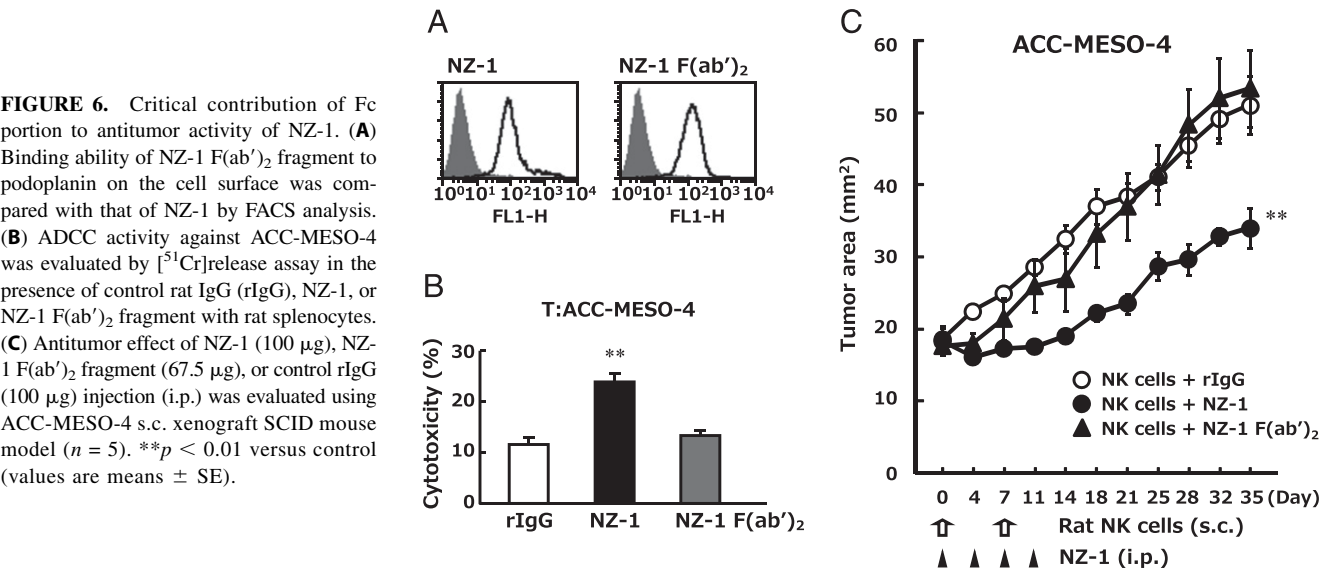 FIGURE 6. Critical contribution of Fc
portion to antitumor activity of NZ-1. (A)
Binding ability of NZ-1 F(ab′)₂ fragment to
podoplanin on the cell surface was com-
pared with that of NZ-1 by FACS analysis.
(B) ADCC activity against ACC-MESO-4
was evaluated by [⁵¹Cr]release assay in the
presence of control rat IgG (rIgG), NZ-1, or
NZ-1 F(ab′)₂ fragment with rat splenocytes.
(C) Antitumor effect of NZ-1 (100 μg), NZ-
1 F(ab′)₂ fragment (67.5 μg), or control rIgG
(100 μg) injection (i.p.) was evaluated using
ACC-MESO-4 s.c. xenograft SCID mouse
model (n = 5). **p < 0.01 versus control
(values are means ± SE).
A
NZ-1
10⁰10¹ 10²10³10⁴
FL1-H
NZ-1 F(ab′)₂
10⁰10¹ 10²10³10⁴
FL1-H
B
T:ACC-MESO-4
Cytotoxicity (%)
30
20
10
0
**
rIgG NZ-1 NZ-1 F(ab′)₂
C
ACC-MESO-4
Tumor area (mm²)
60
50
40
30
20
10
0
**
NK cells + rIgG
NK cells + NZ-1
NK cells + NZ-1 F(ab′)₂
0 4 7 11 14 18 21 25 28 32 35 (Day)
Rat NK cells (s.c.)
NZ-1 (i.p.)